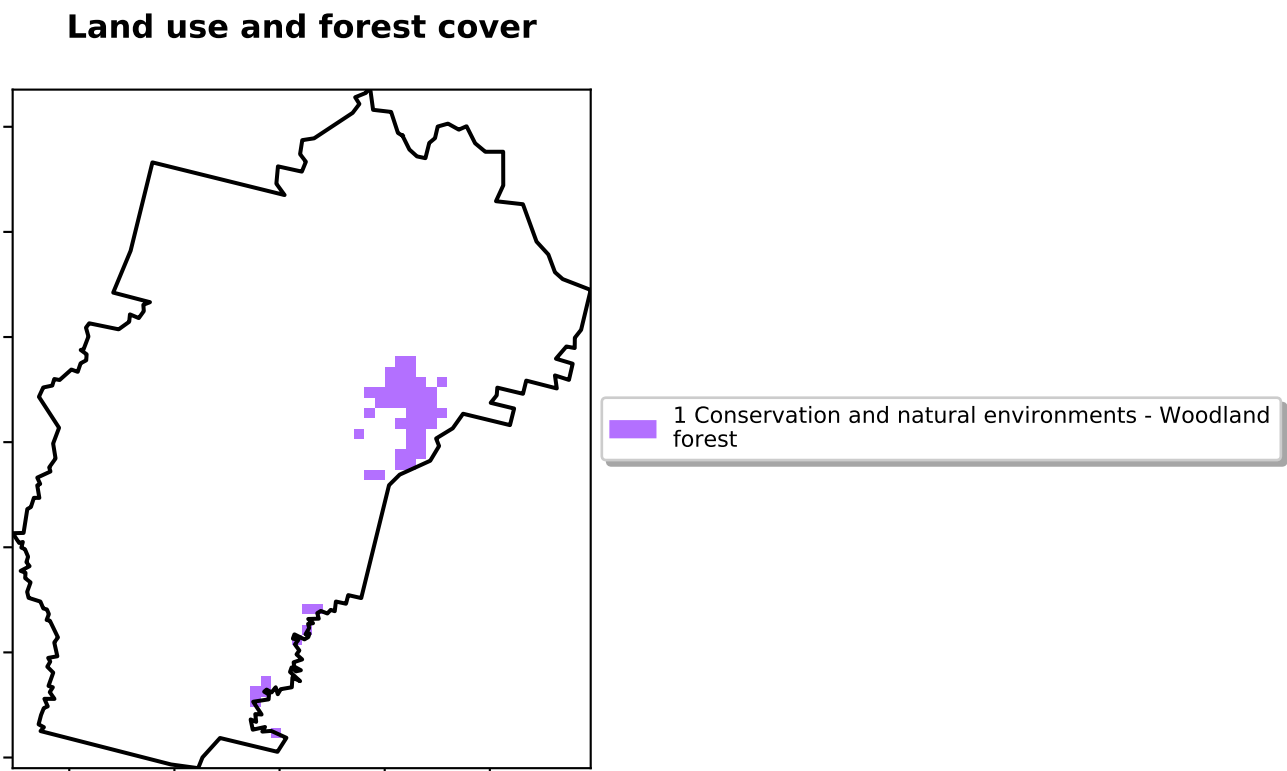 Land use and forest cover
1 Conservation and natural environments - Woodland
forest